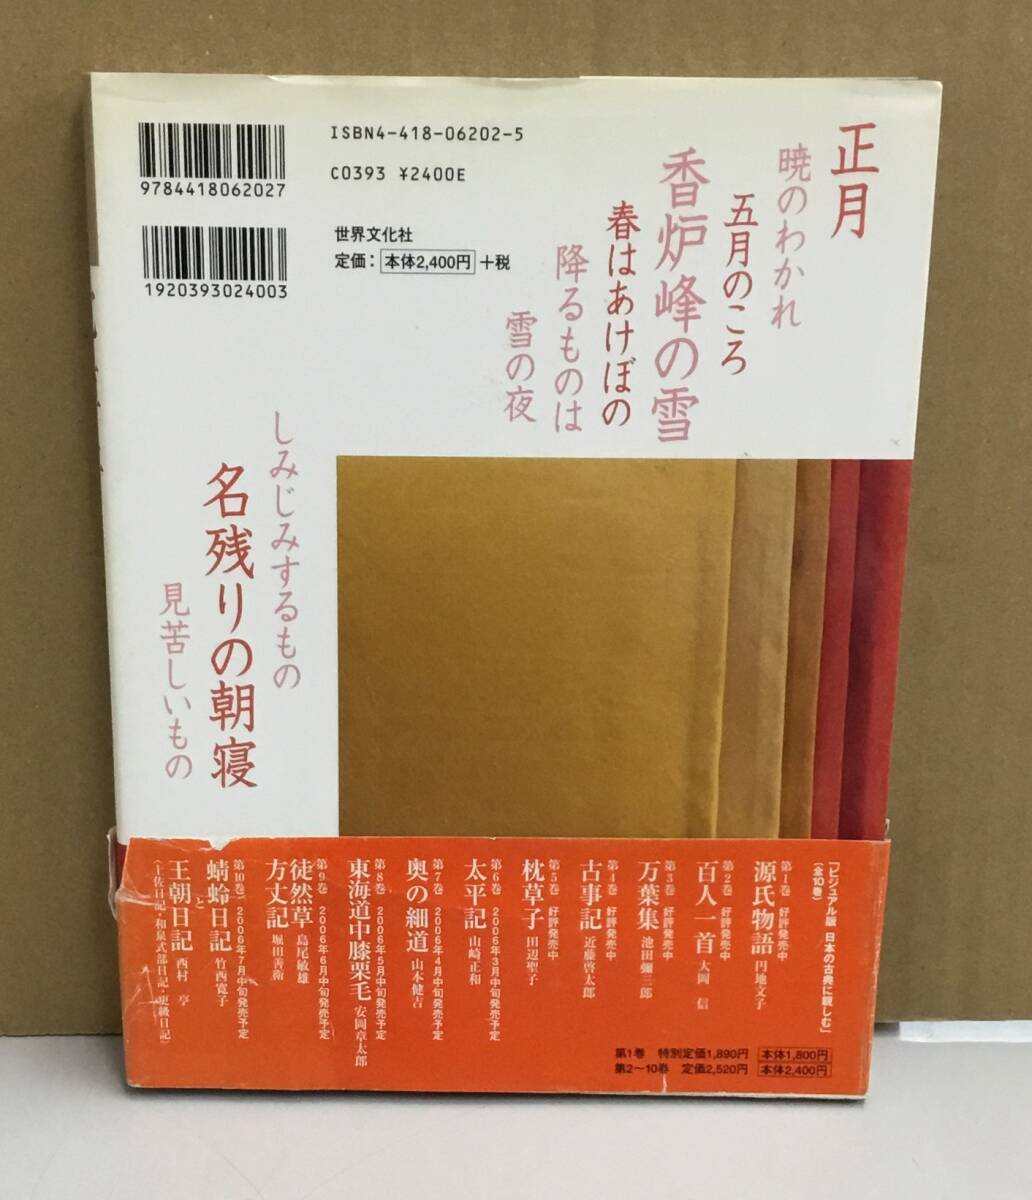 9784418062027
1920393024003
ISBN4-418-06202-5
C0393 ¥2400E
世界文化社
定価：本体2,400円+税
正月
暁のわかれ
五月のころ
香炉峰の雪
春はあけぼの
降るものは
雪の夜
しみじみするもの
名残りの朝寝
見苦しいもの
「ビジュアル版 日本の古典に親しむ」
（全10巻）
第1巻 好評発売中
源氏物語 円地文子
第2巻 好評発売中
百人一首 大岡 信
第3巻 好評発売中
万葉集 池田彌三郎
第4巻 好評発売中
古事記 近藤啓太郎
第5巻 好評発売中
枕草子 田辺聖子
第6巻 2006年3月中旬発売予定
太平記 山崎正和
第7巻 2006年4月中旬発売予定
奥の細道 山本健吉
第8巻 2006年5月中旬発売予定
東海道中膝栗毛 安岡章太郎
第9巻 2006年6月中旬発売予定
徒然草 島尾敏雄
方丈記 堀田善衛
第10巻 2006年7月中旬発売予定
蜻蛉日記 竹西寛子
と
王朝日記 西村 亨
（土佐日記・和泉式部日記・更級日記）
第1巻 特別定価1,890円 本体1,800円
第2～10巻 定価2,520円 本体2,400円